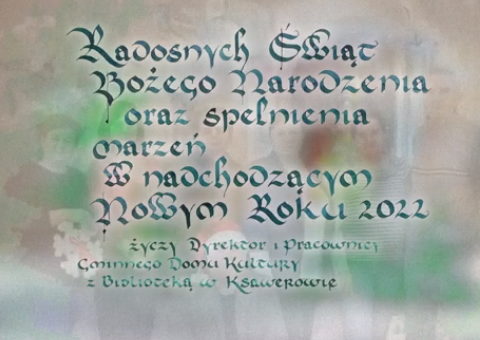 Radosnych Świąt
Bożego Narodzenia
oraz spełnienia
marzeń
w nadchodzącym
Nowym Roku 2022
życzy Dyrektor i Pracownicy
Gminnego Domu Kultury
z Biblioteką w Ksawerowie